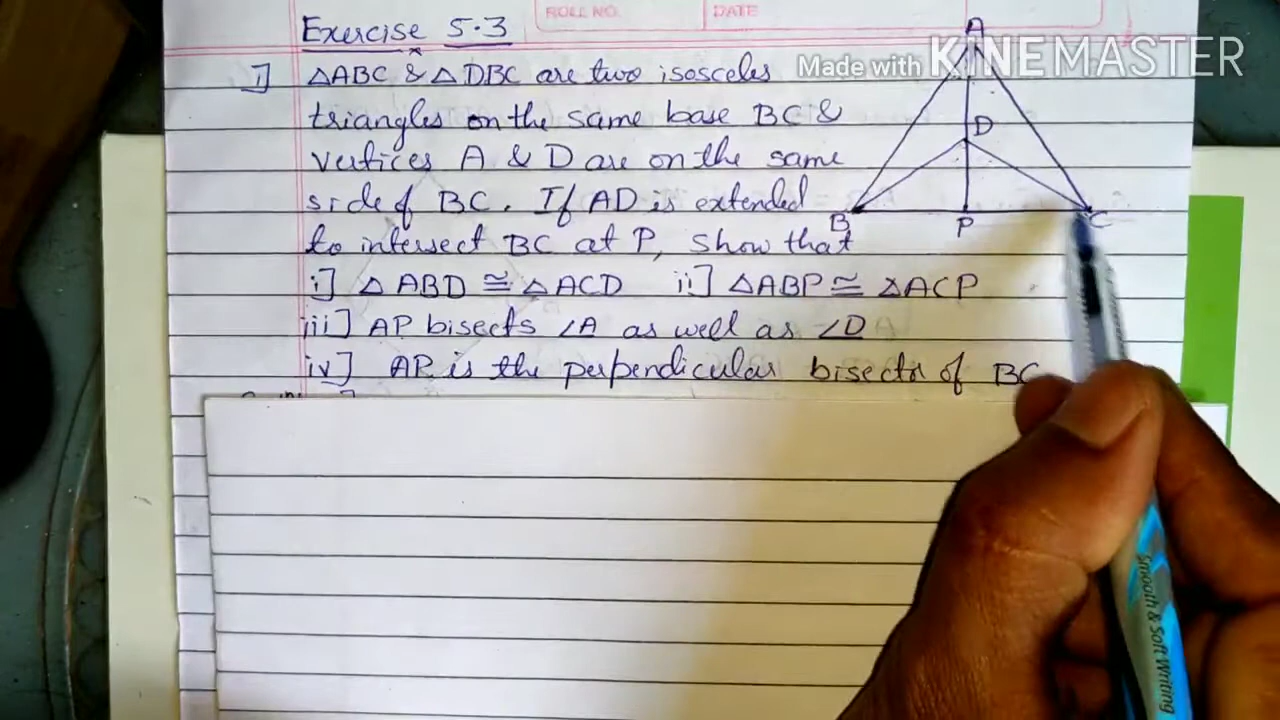 ROLL NO. DATE
Exercise 5.3
Made with KINEMASTER
1] △ABC & △DBC are two isosceles
triangles on the same base BC &
vertices A & D are on the same
side of BC. If AD is extended
to intersect BC at P, show that
i] △ABD ≅ △ACD ii] △ABP ≅ △ACP
iii] AP bisects ∠A as well as ∠D
iv] AP is the perpendicular bisector of BC
A
D
B P C
Smooth & Soft Writing